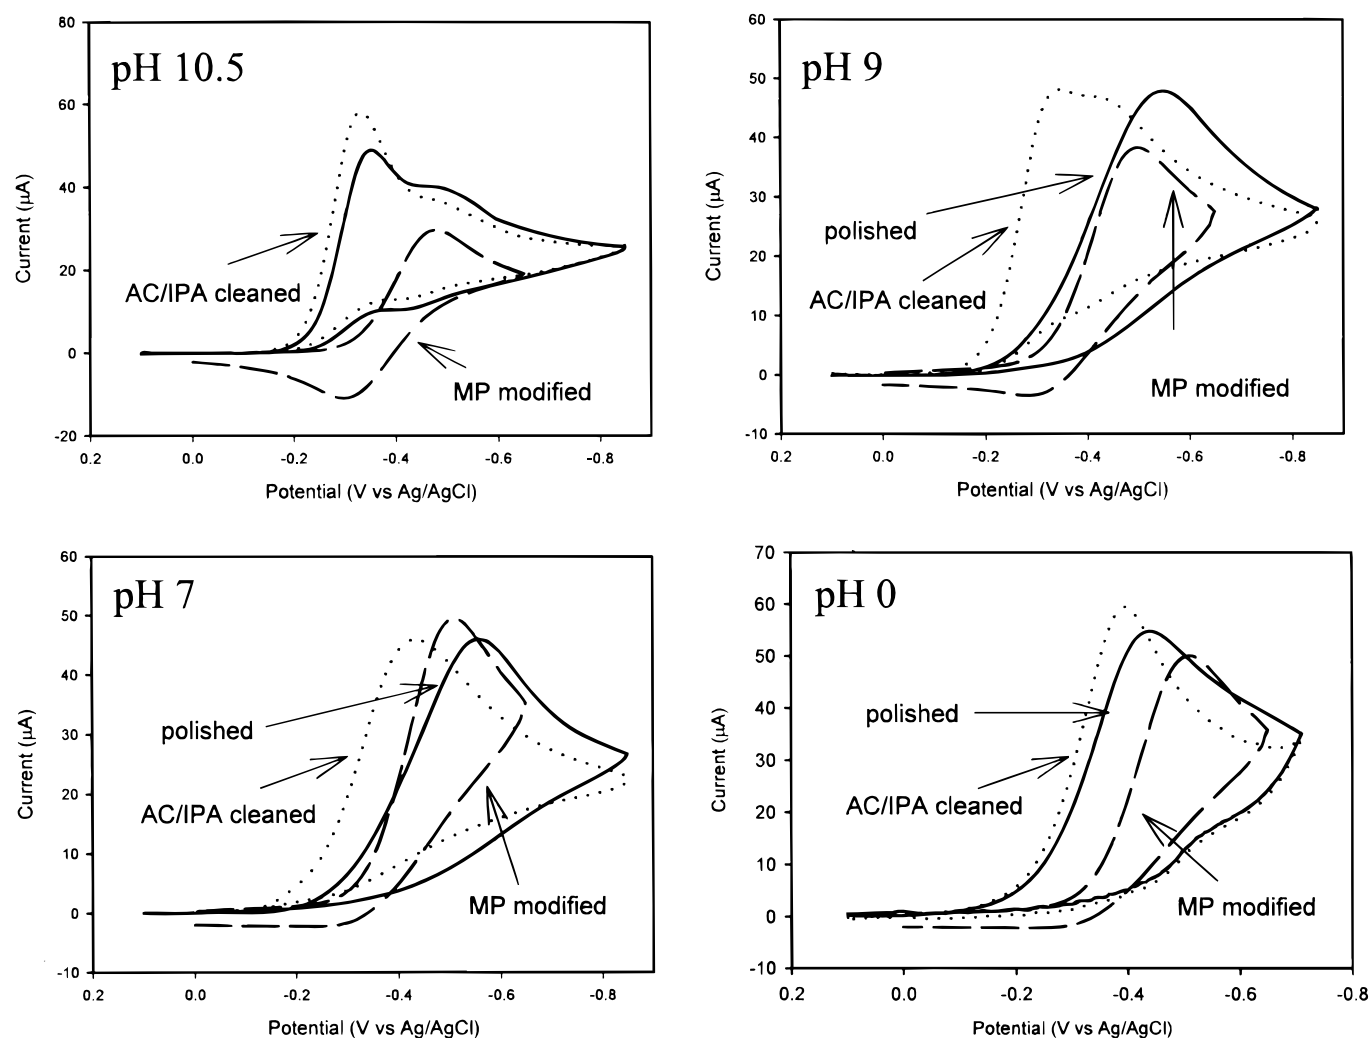 pH 10.5
80
60
40
20
0
-20
Current (µA)
AC/IPA cleaned
MP modified
0.2
0.0
-0.2
-0.4
-0.6
-0.8
Potential (V vs Ag/AgCl)
pH 9
60
50
40
30
20
10
0
-10
Current (µA)
polished
AC/IPA cleaned
MP modified
0.2
0.0
-0.2
-0.4
-0.6
-0.8
Potential (V vs Ag/AgCl)
pH 7
60
50
40
30
20
10
0
-10
Current (µA)
polished
AC/IPA cleaned
MP modified
0.2
0.0
-0.2
-0.4
-0.6
-0.8
Potential (V vs Ag/AgCl)
pH 0
70
60
50
40
30
20
10
0
-10
Current (µA)
polished
AC/IPA cleaned
MP modified
0.2
0.0
-0.2
-0.4
-0.6
-0.8
Potential (V vs Ag/AgCl)